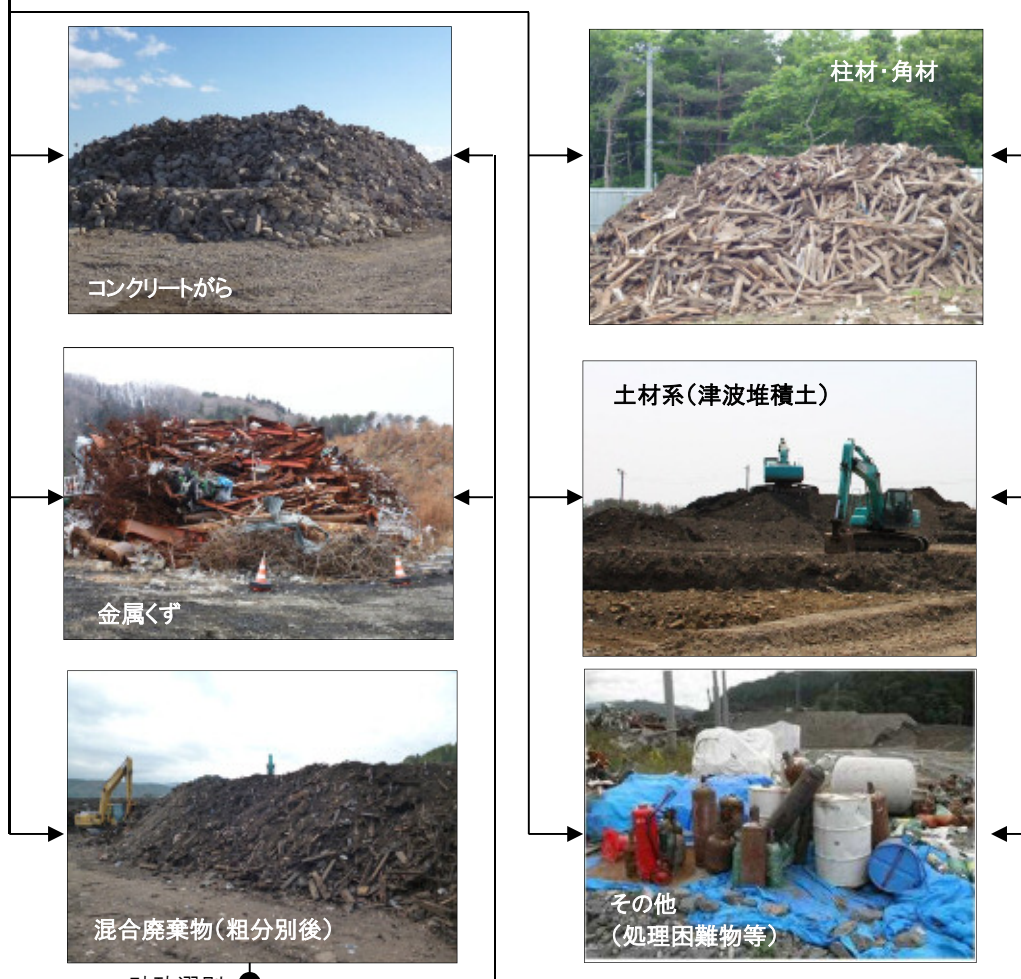 コンクリートがら
柱材・角材
金属くず
土材系(津波堆積土)
混合廃棄物(粗分別後)
その他
(処理困難物等)